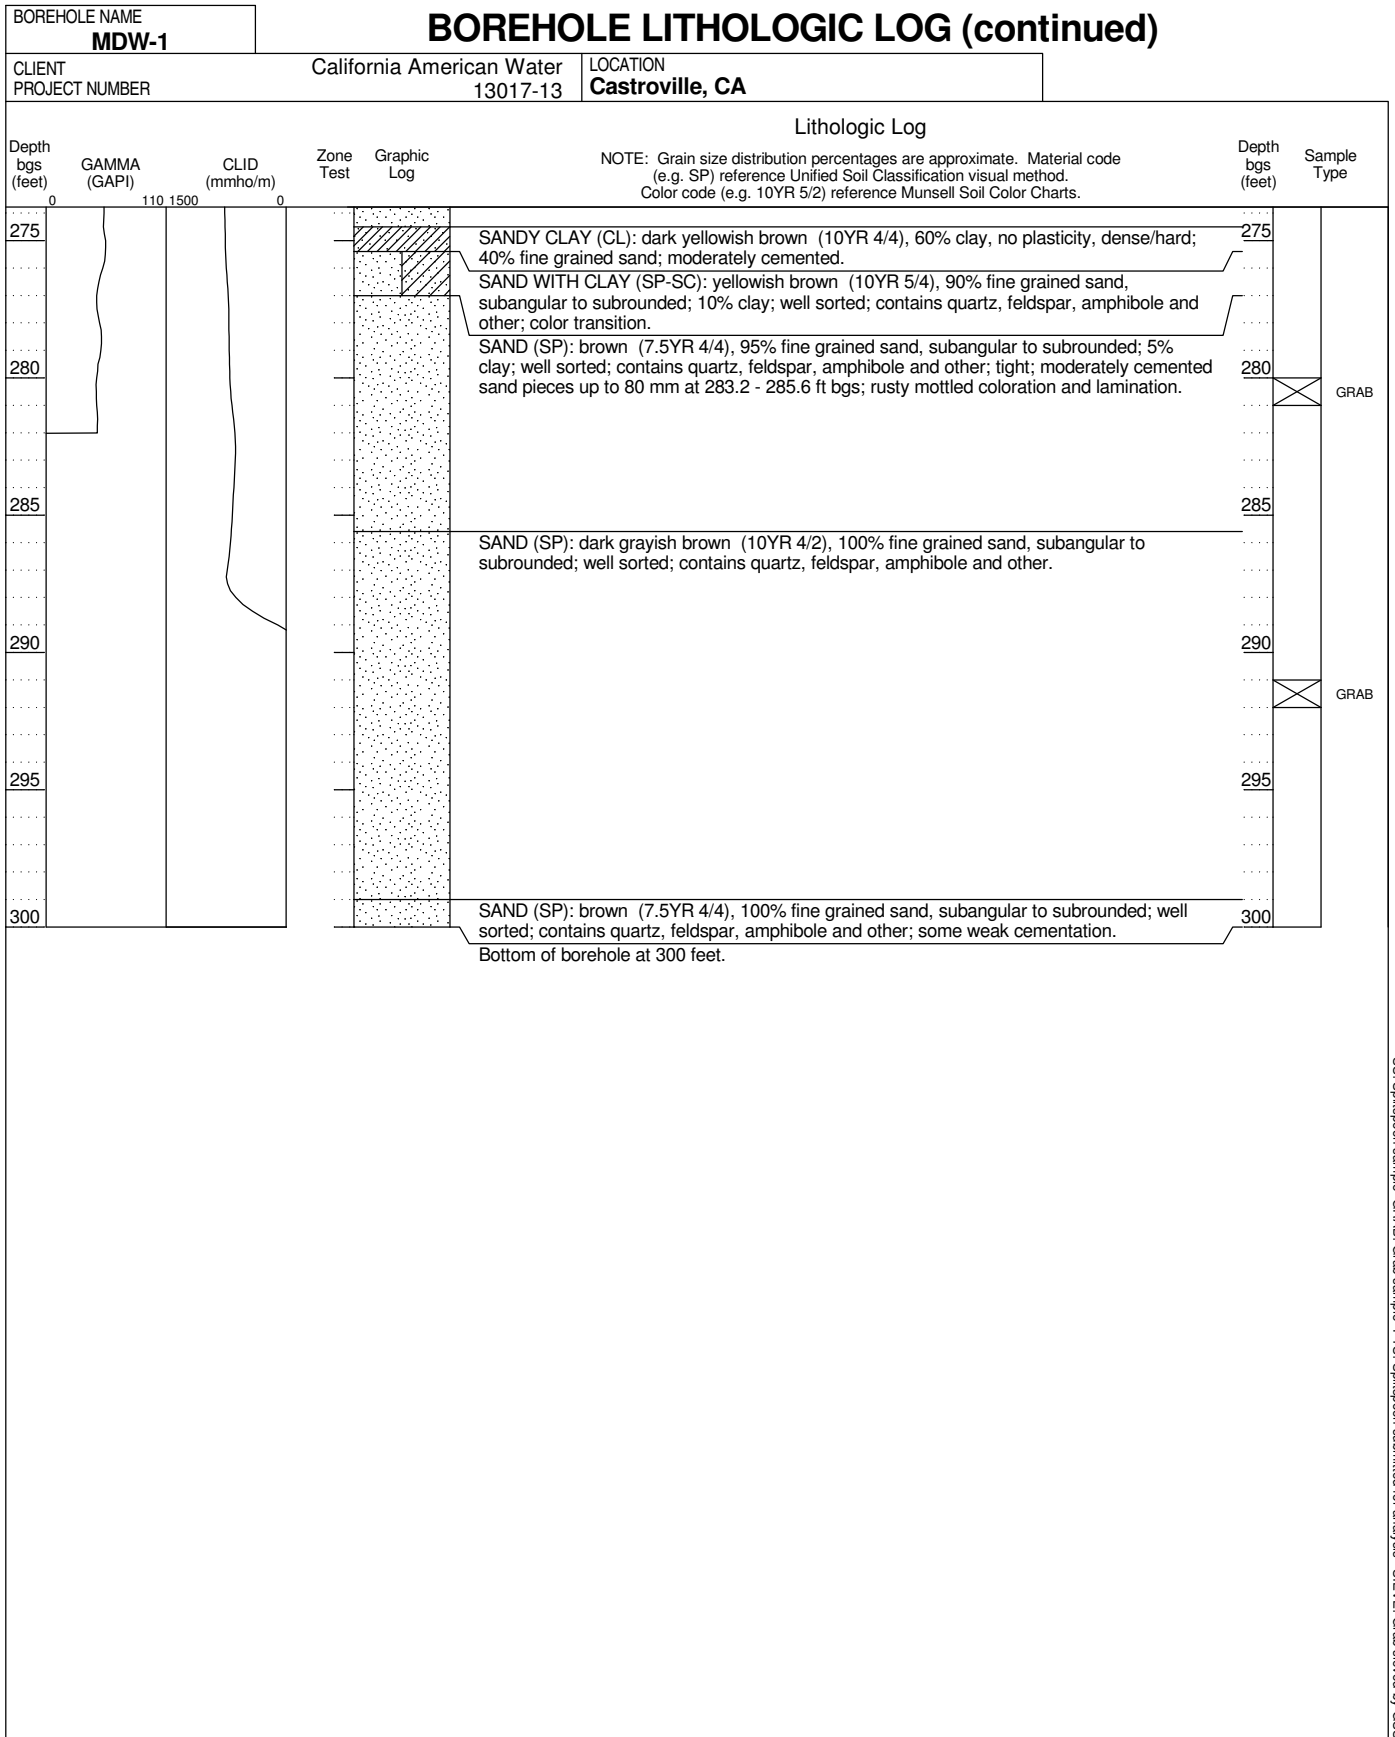 BOREHOLE NAME
MDW-1
BOREHOLE LITHOLOGIC LOG (continued)
CLIENT California American Water
PROJECT NUMBER 13017-13
LOCATION
Castroville, CA
Lithologic Log
NOTE: Grain size distribution percentages are approximate. Material code
(e.g. SP) reference Unified Soil Classification visual method.
Color code (e.g. 10YR 5/2) reference Munsell Soil Color Charts.
Depth
bgs
(feet)
GAMMA
(GAPI)
CLID
(mmho/m)
Zone
Test
Graphic
Log
Depth
bgs
(feet)
Sample
Type
0 110 1500 0
275
SANDY CLAY (CL): dark yellowish brown (10YR 4/4), 60% clay, no plasticity, dense/hard;
40% fine grained sand; moderately cemented.
275
SAND WITH CLAY (SP-SC): yellowish brown (10YR 5/4), 90% fine grained sand,
subangular to subrounded; 10% clay; well sorted; contains quartz, feldspar, amphibole and
other; color transition.
SAND (SP): brown (7.5YR 4/4), 95% fine grained sand, subangular to subrounded; 5%
clay; well sorted; contains quartz, feldspar, amphibole and other; tight; moderately cemented
sand pieces up to 80 mm at 283.2 - 285.6 ft bgs; rusty mottled coloration and lamination.
280
280
GRAB
285
285
SAND (SP): dark grayish brown (10YR 4/2), 100% fine grained sand, subangular to
subrounded; well sorted; contains quartz, feldspar, amphibole and other.
290
290
GRAB
295
295
300
SAND (SP): brown (7.5YR 4/4), 100% fine grained sand, subangular to subrounded; well
sorted; contains quartz, feldspar, amphibole and other; some weak cementation.
300
Bottom of borehole at 300 feet.